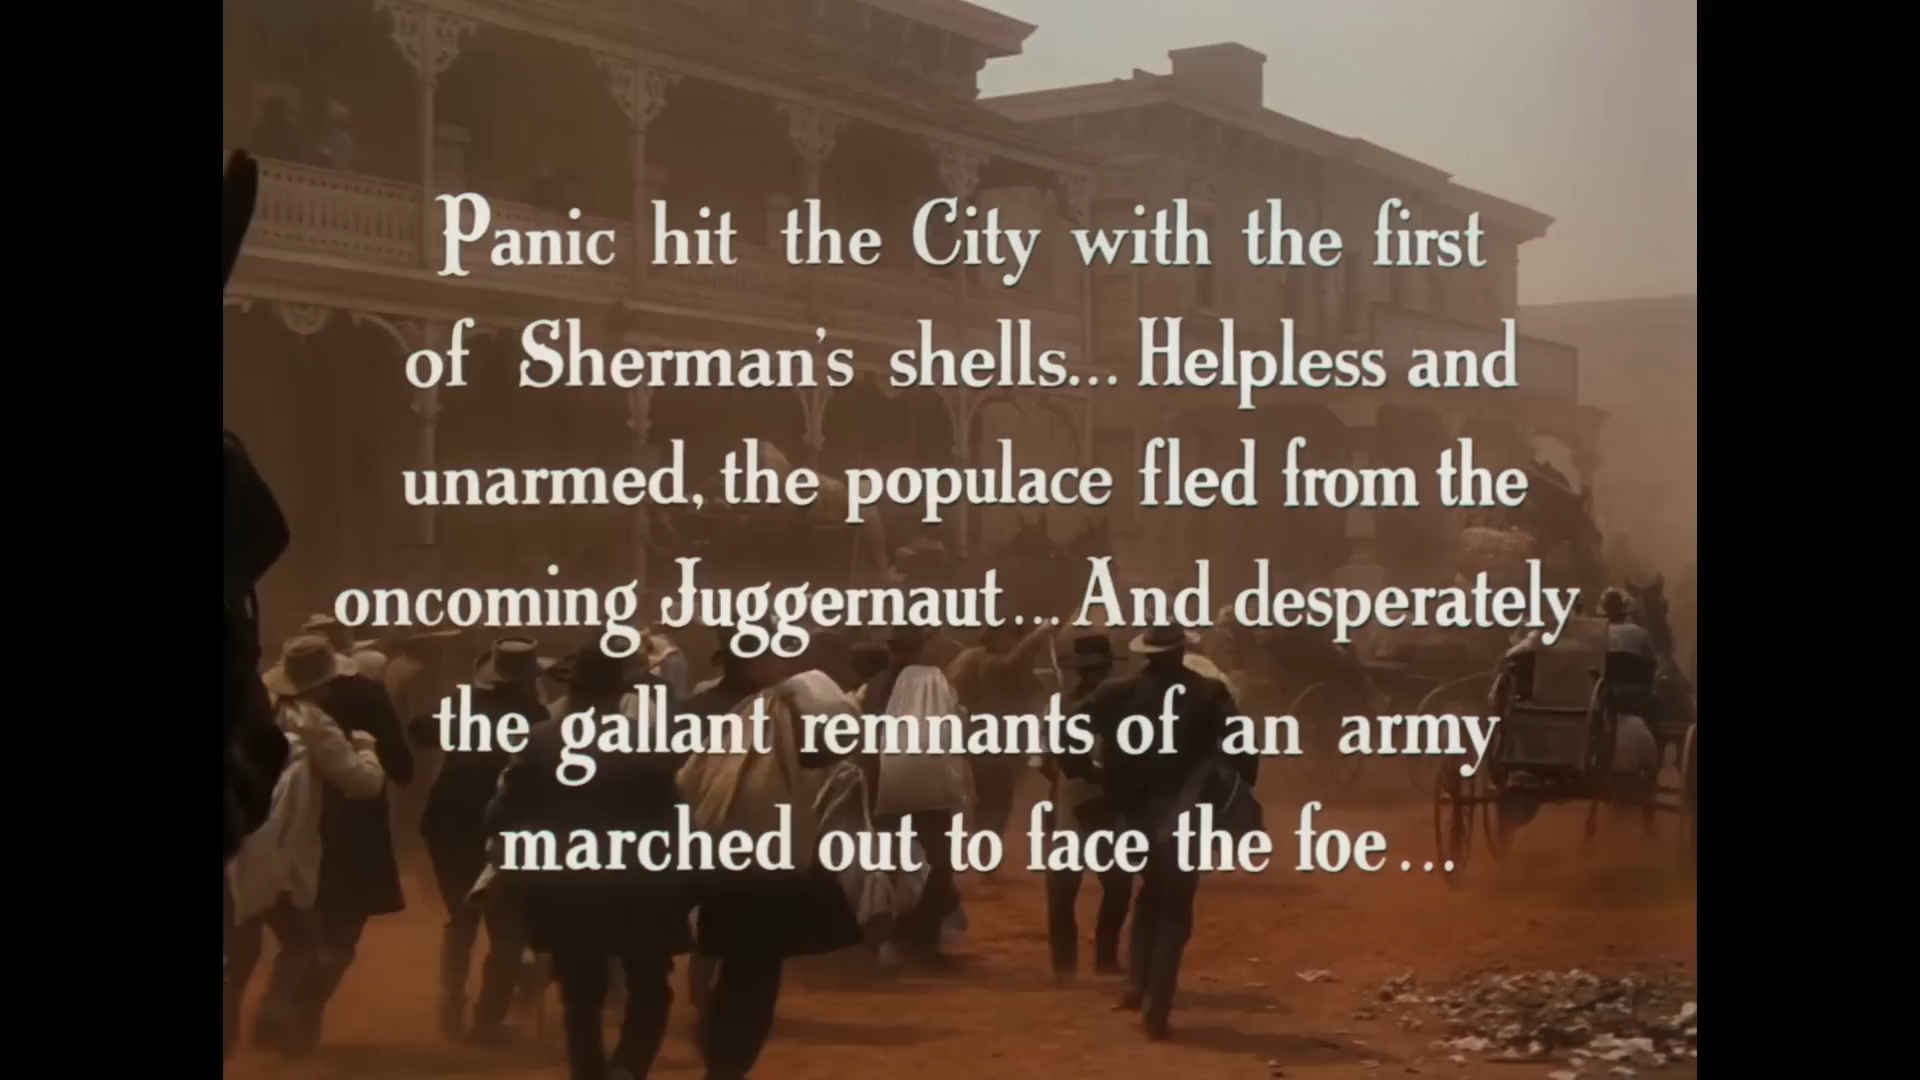 Panic hit the City with the first
of Sherman's shells... Helpless and
unarmed, the populace fled from the
oncoming Juggernaut... And desperately
the gallant remnants of an army
marched out to face the foe...